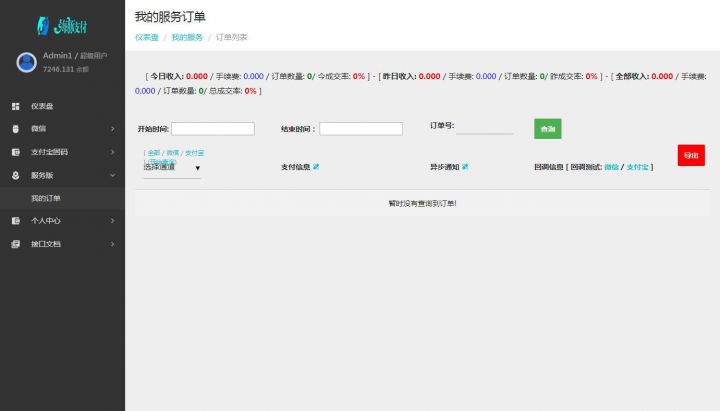 我的服务订单
仪表盘 / 我的服务 / 订单列表
支付
Admin1 / 超级用户
7246.131 余额
仪表盘
微信
支付宝固码
服务版
我的订单
个人中心
接口文档
[ 今日收入: 0.000 / 手续费: 0.000 / 订单数量: 0/ 今成交率: 0% ] - [ 昨日收入: 0.000 / 手续费: 0.000 / 订单数量: 0/ 昨成交率: 0% ] - [ 全部收入: 0.000 / 手续费:
0.000 / 订单数量: 0/ 总成交率: 0% ]
开始时间:
结束时间：
订单号:
查询
[ 全部 / 微信 / 支付宝
选择通道
支付信息
异步通知
回调信息 [ 回调测试: 微信 / 支付宝 ]
导出
暂时没有查询到订单!